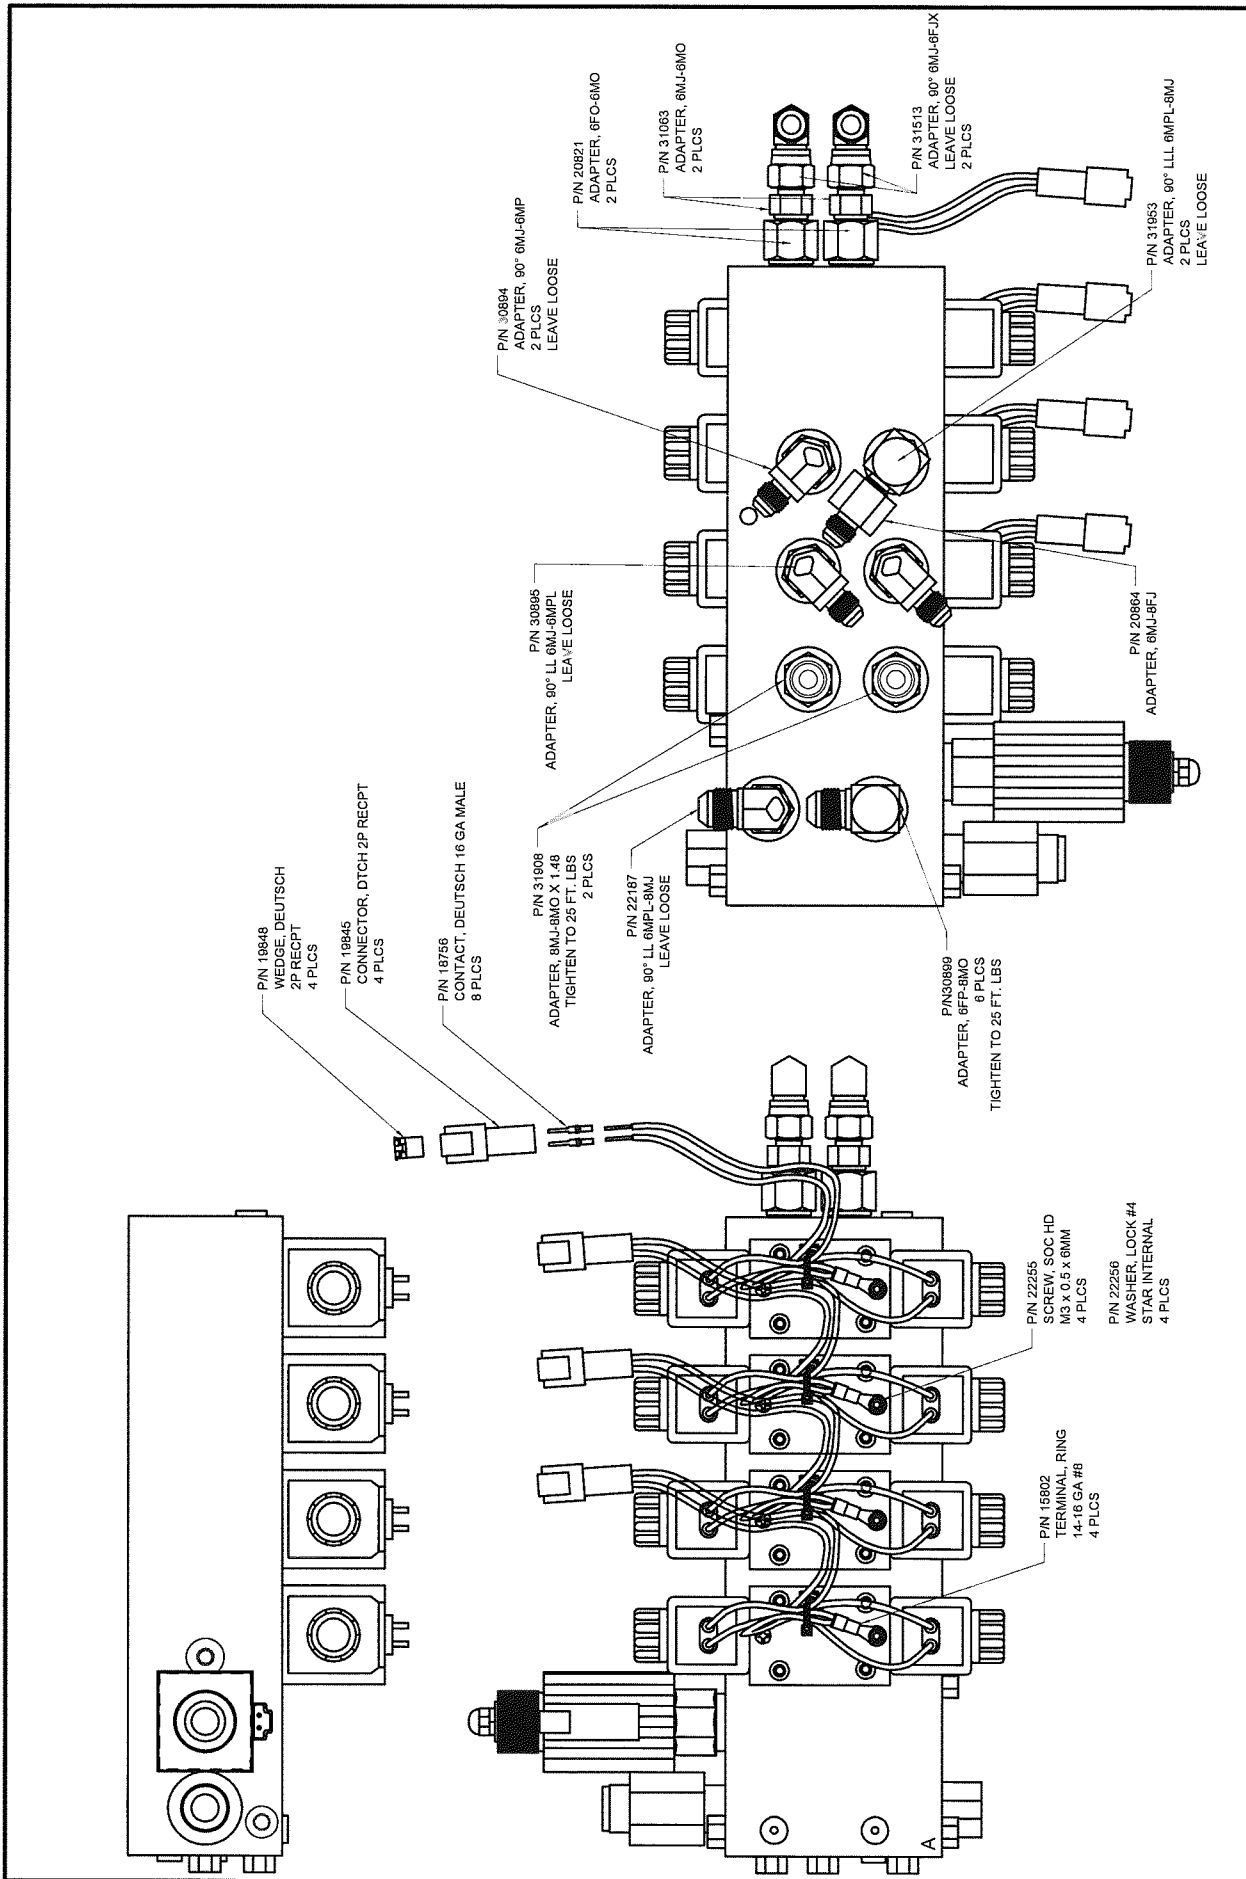 P/N 19848
WEDGE, DEUTSCH
2P RECPT
4 PLCS
P/N 19845
CONNECTOR, DTCH 2P RECPT
4 PLCS
P/N 18756
CONTACT, DEUTSCH 16 GA MALE
8 PLCS
P/N 22255
SCREW, SOC HD
M3 x 0.5 x 6MM
4 PLCS
P/N 22256
WASHER, LOCK #4
STAR INTERNAL
4 PLCS
P/N 15802
TERMINAL, RING
14-16 GA #8
4 PLCS
A
P/N 20821
ADAPTER, 6FO-6MO
2 PLCS
P/N 31063
ADAPTER, 6MJ-6MO
2 PLCS
P/N 31513
ADAPTER, 90° 6MJ-6FJX
LEAVE LOOSE
2 PLCS
P/N 30894
ADAPTER, 90° 6MJ-6MP
2 PLCS
LEAVE LOOSE
P/N 31953
ADAPTER, 90° LLL 6MPL-8MJ
2 PLCS
LEAVE LOOSE
P/N 30895
ADAPTER, 90° LL 6MJ-6MPL
LEAVE LOOSE
P/N 20864
ADAPTER, 6MJ-8FJ
P/N 31908
ADAPTER, 8MJ-8MO X 1.48
TIGHTEN TO 25 FT. LBS
2 PLCS
P/N 22187
ADAPTER, 90° LL 6MPL-8MJ
LEAVE LOOSE
P/N30899
ADAPTER, 6FP-8MO
6 PLCS
TIGHTEN TO 25 FT. LBS